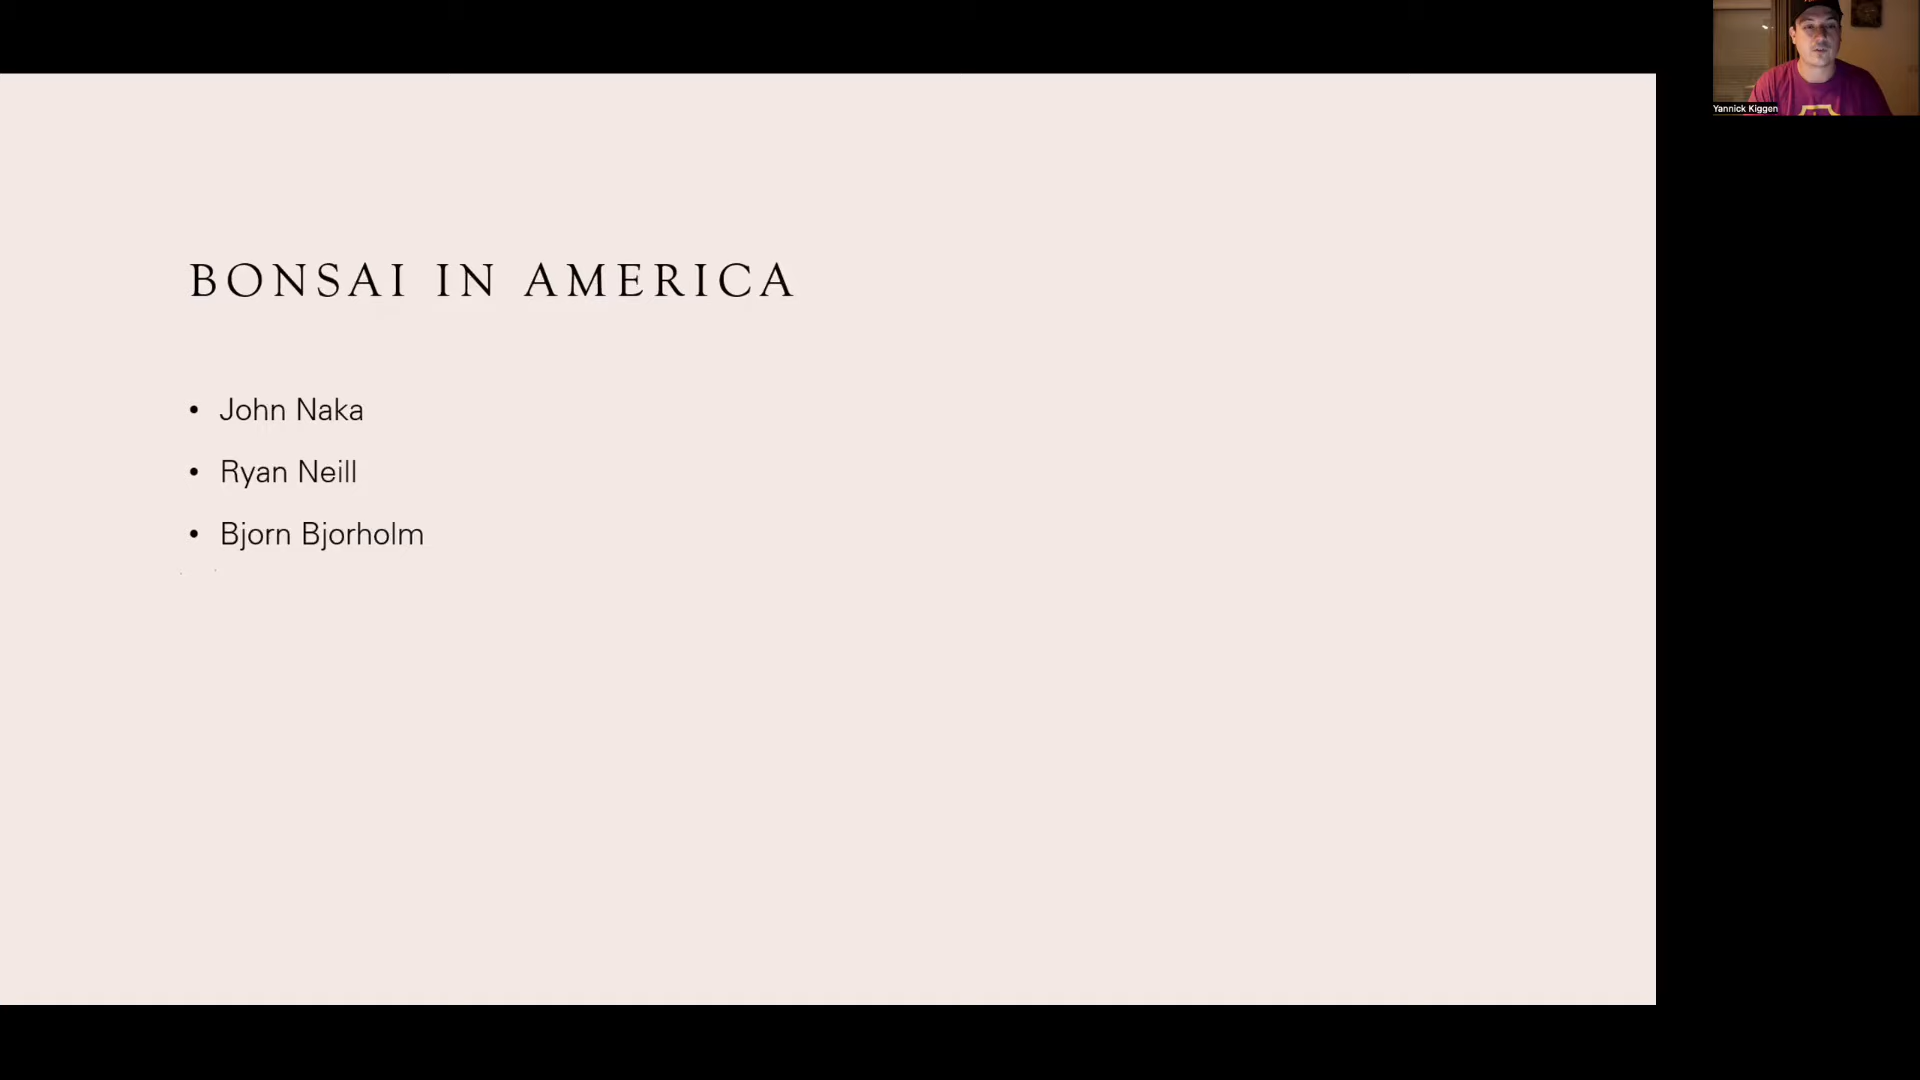 Yannick Kiggen
BONSAI IN AMERICA
• John Naka
• Ryan Neill
• Bjorn Bjorholm